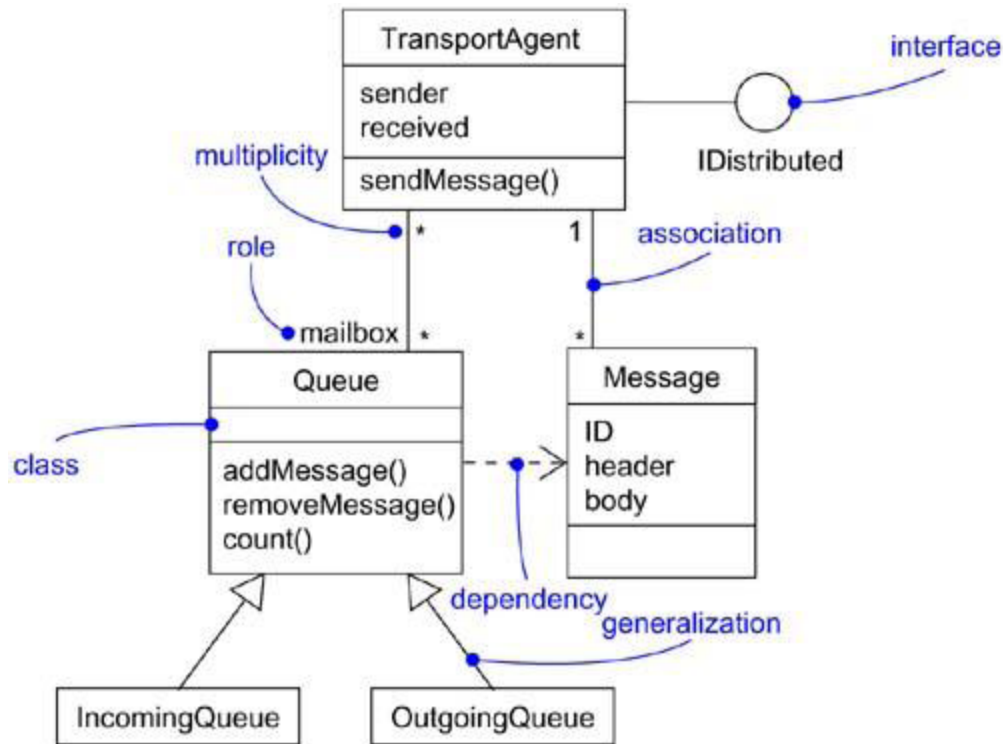 TransportAgent
interface
sender
received
IDistributed
multiplicity
sendMessage()
*
1
association
role
mailbox
*
*
Queue
Message
class
ID
header
body
addMessage()
removeMessage()
count()
dependency
generalization
IncomingQueue
OutgoingQueue